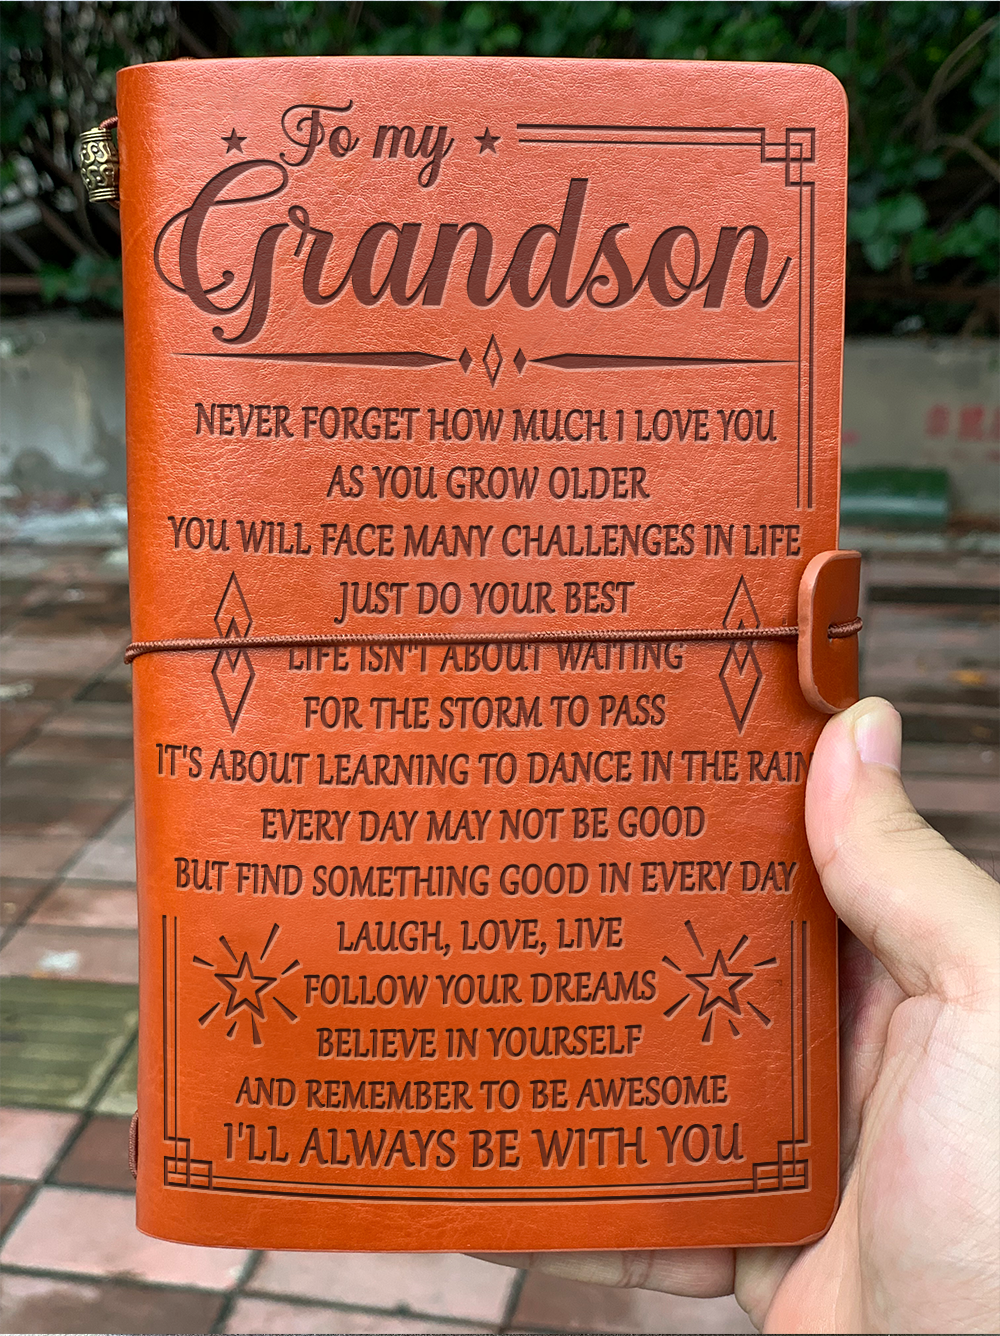 To my
Grandson
NEVER FORGET HOW MUCH I LOVE YOU
AS YOU GROW OLDER
YOU WILL FACE MANY CHALLENGES IN LIFE
JUST DO YOUR BEST
LIFE ISN'T ABOUT WAITING
FOR THE STORM TO PASS
IT'S ABOUT LEARNING TO DANCE IN THE RAIN
EVERY DAY MAY NOT BE GOOD
BUT FIND SOMETHING GOOD IN EVERY DAY
LAUGH, LOVE, LIVE
FOLLOW YOUR DREAMS
BELIEVE IN YOURSELF
AND REMEMBER TO BE AWESOME
I'LL ALWAYS BE WITH YOU